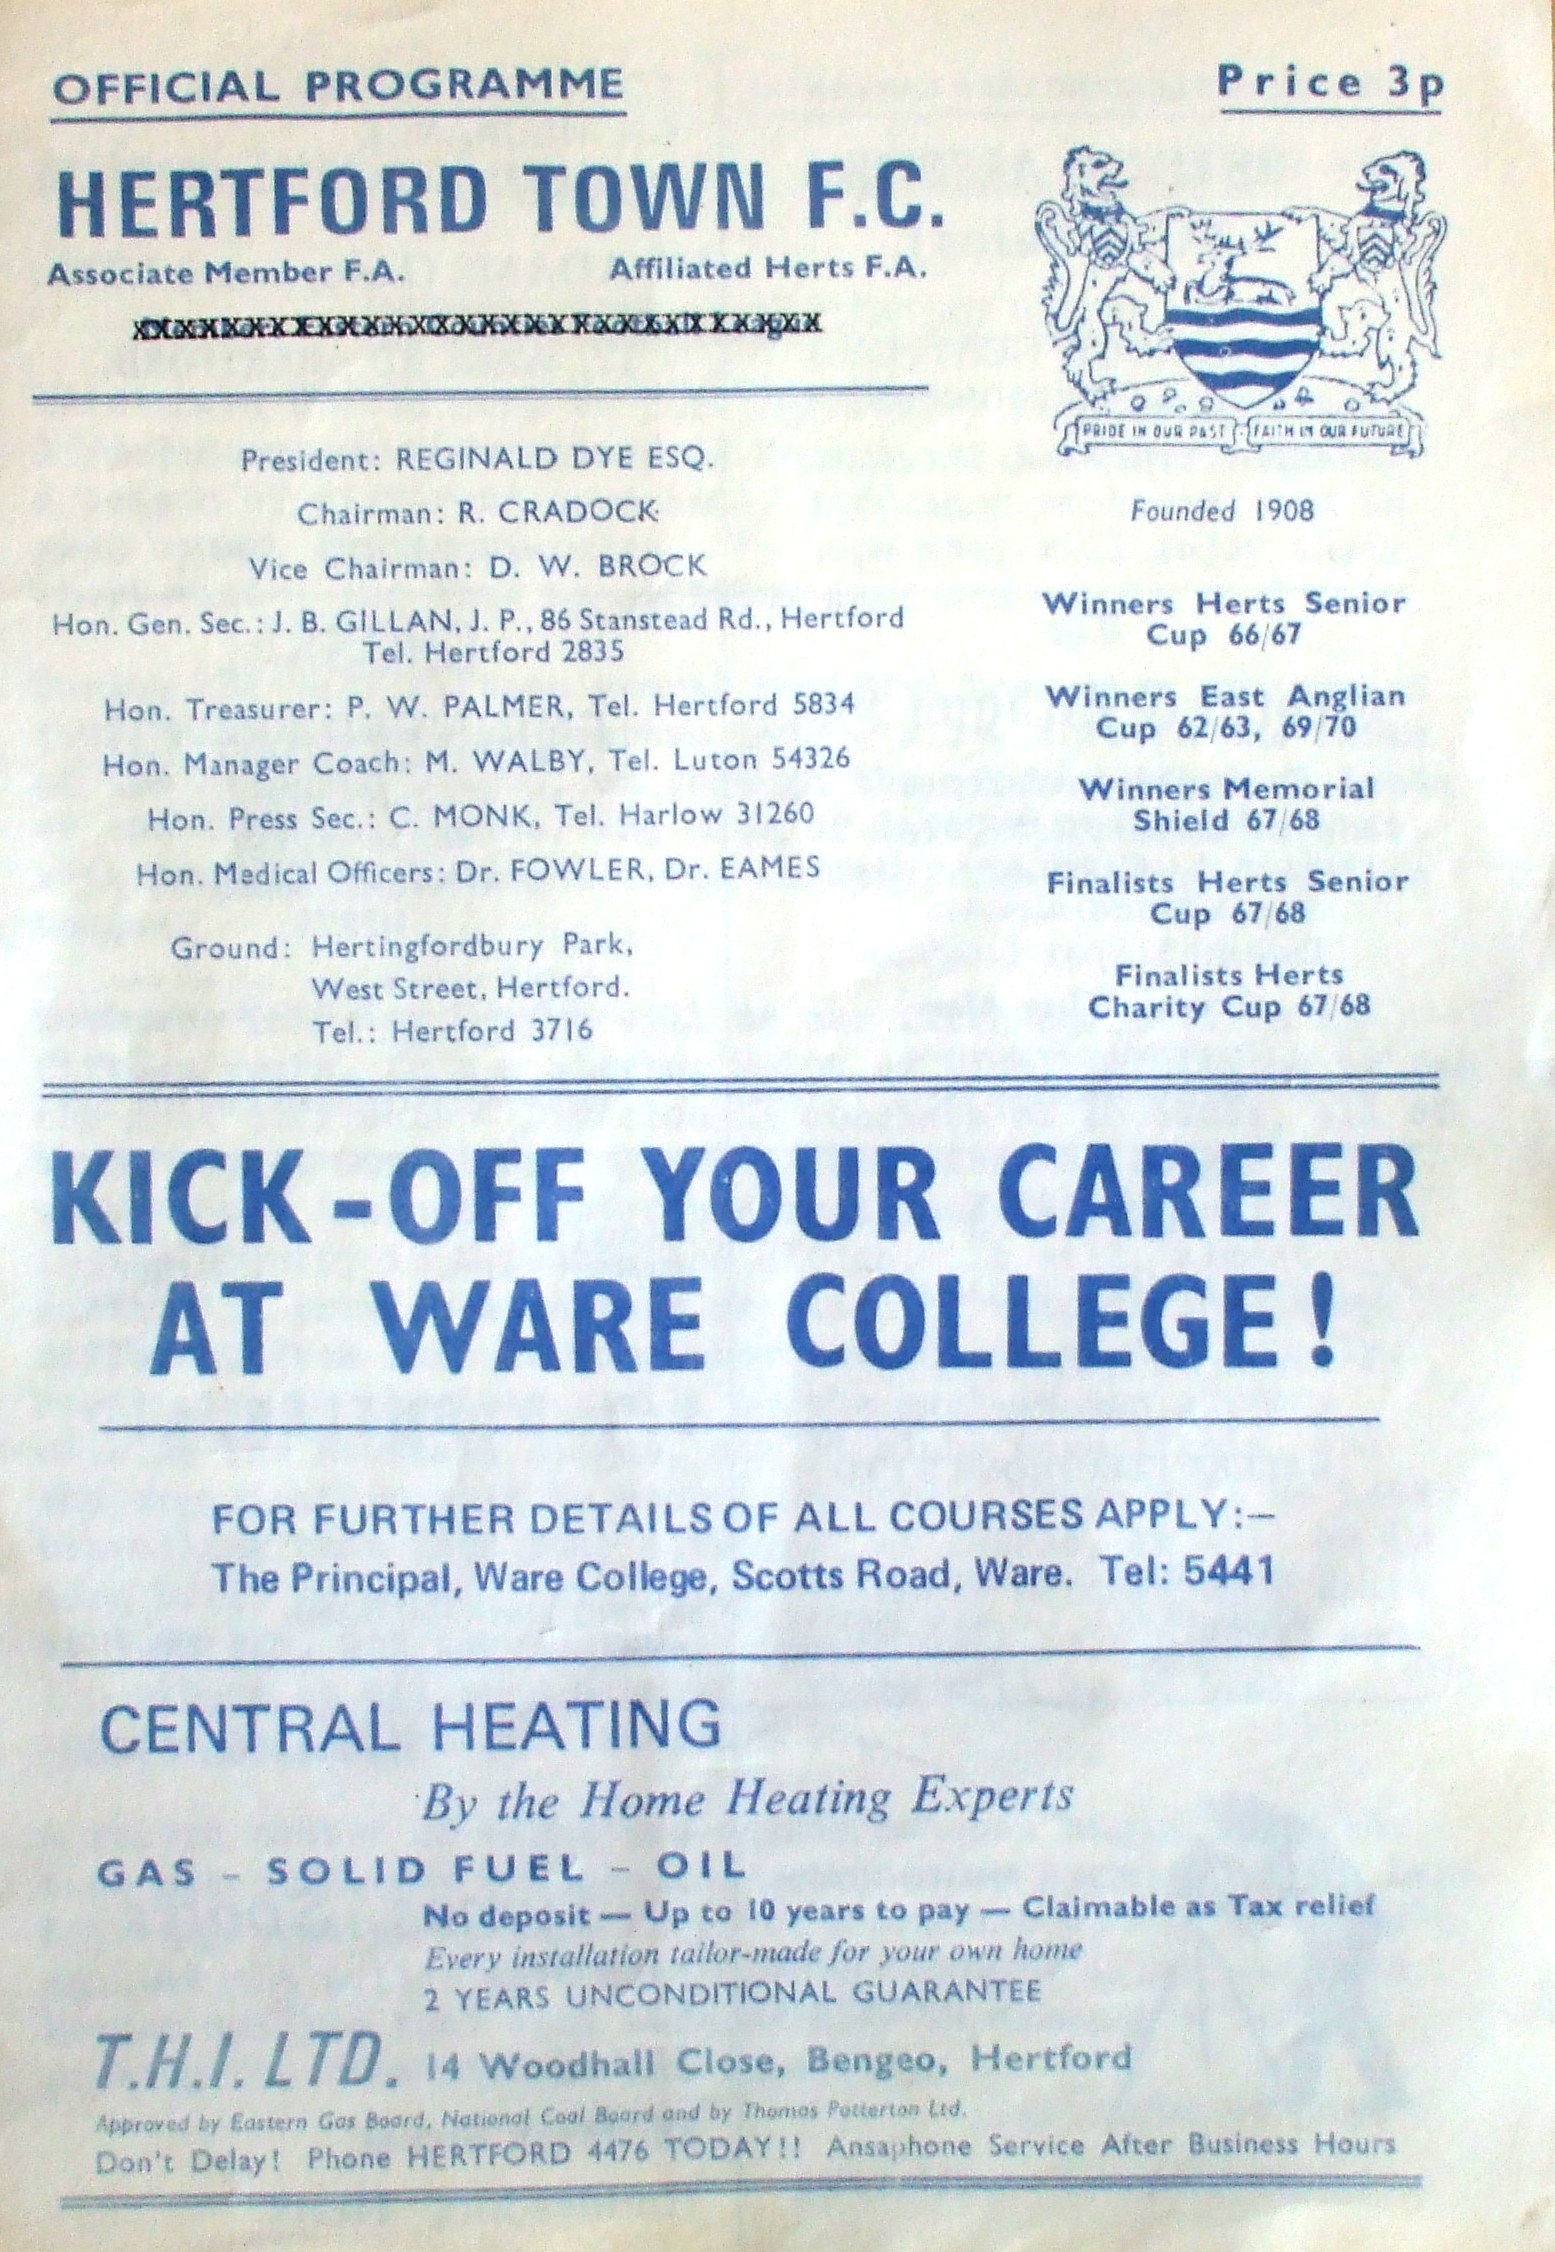 OFFICIAL PROGRAMME
Price 3p
HERTFORD TOWN F.C.
Associate Member F.A. Affiliated Herts F.A.
PRIDE IN OUR PAST FAITH IN OUR FUTURE
President: REGINALD DYE ESQ.
Chairman: R. CRADOCK
Vice Chairman: D. W. BROCK
Hon. Gen. Sec.: J. B. GILLAN, J. P., 86 Stanstead Rd., Hertford
Tel. Hertford 2835
Hon. Treasurer: P. W. PALMER, Tel. Hertford 5834
Hon. Manager Coach: M. WALBY, Tel. Luton 54326
Hon. Press Sec.: C. MONK, Tel. Harlow 31260
Hon. Medical Officers: Dr. FOWLER, Dr. EAMES
Ground: Hertingfordbury Park,
West Street, Hertford.
Tel.: Hertford 3716
Founded 1908
Winners Herts Senior
Cup 66/67
Winners East Anglian
Cup 62/63, 69/70
Winners Memorial
Shield 67/68
Finalists Herts Senior
Cup 67/68
Finalists Herts
Charity Cup 67/68
KICK-OFF YOUR CAREER
AT WARE COLLEGE!
FOR FURTHER DETAILS OF ALL COURSES APPLY:—
The Principal, Ware College, Scotts Road, Ware. Tel: 5441
CENTRAL HEATING
By the Home Heating Experts
GAS - SOLID FUEL - OIL
No deposit — Up to 10 years to pay — Claimable as Tax relief
Every installation tailor-made for your own home
2 YEARS UNCONDITIONAL GUARANTEE
T.H.I. LTD. 14 Woodhall Close, Bengeo, Hertford
Approved by Eastern Gas Board, National Coal Board and by Thomas Potterton Ltd.
Don't Delay! Phone HERTFORD 4476 TODAY!! Ansaphone Service After Business Hours